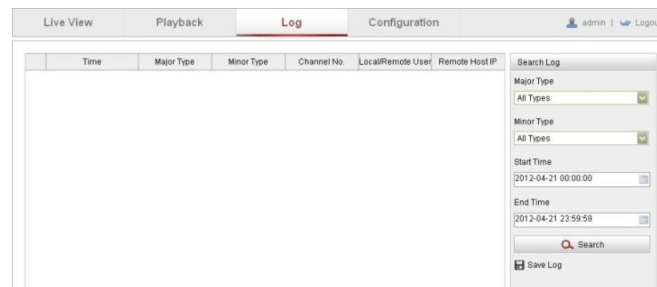 Live View Playback Log Configuration admin | Logou
Time Major Type Minor Type Channel No. Local/Remote User Remote Host IP
Search Log
Major Type
All Types
Minor Type
All Types
Start Time
2012-04-21 00:00:00
End Time
2012-04-21 23:59:59
Search
Save Log